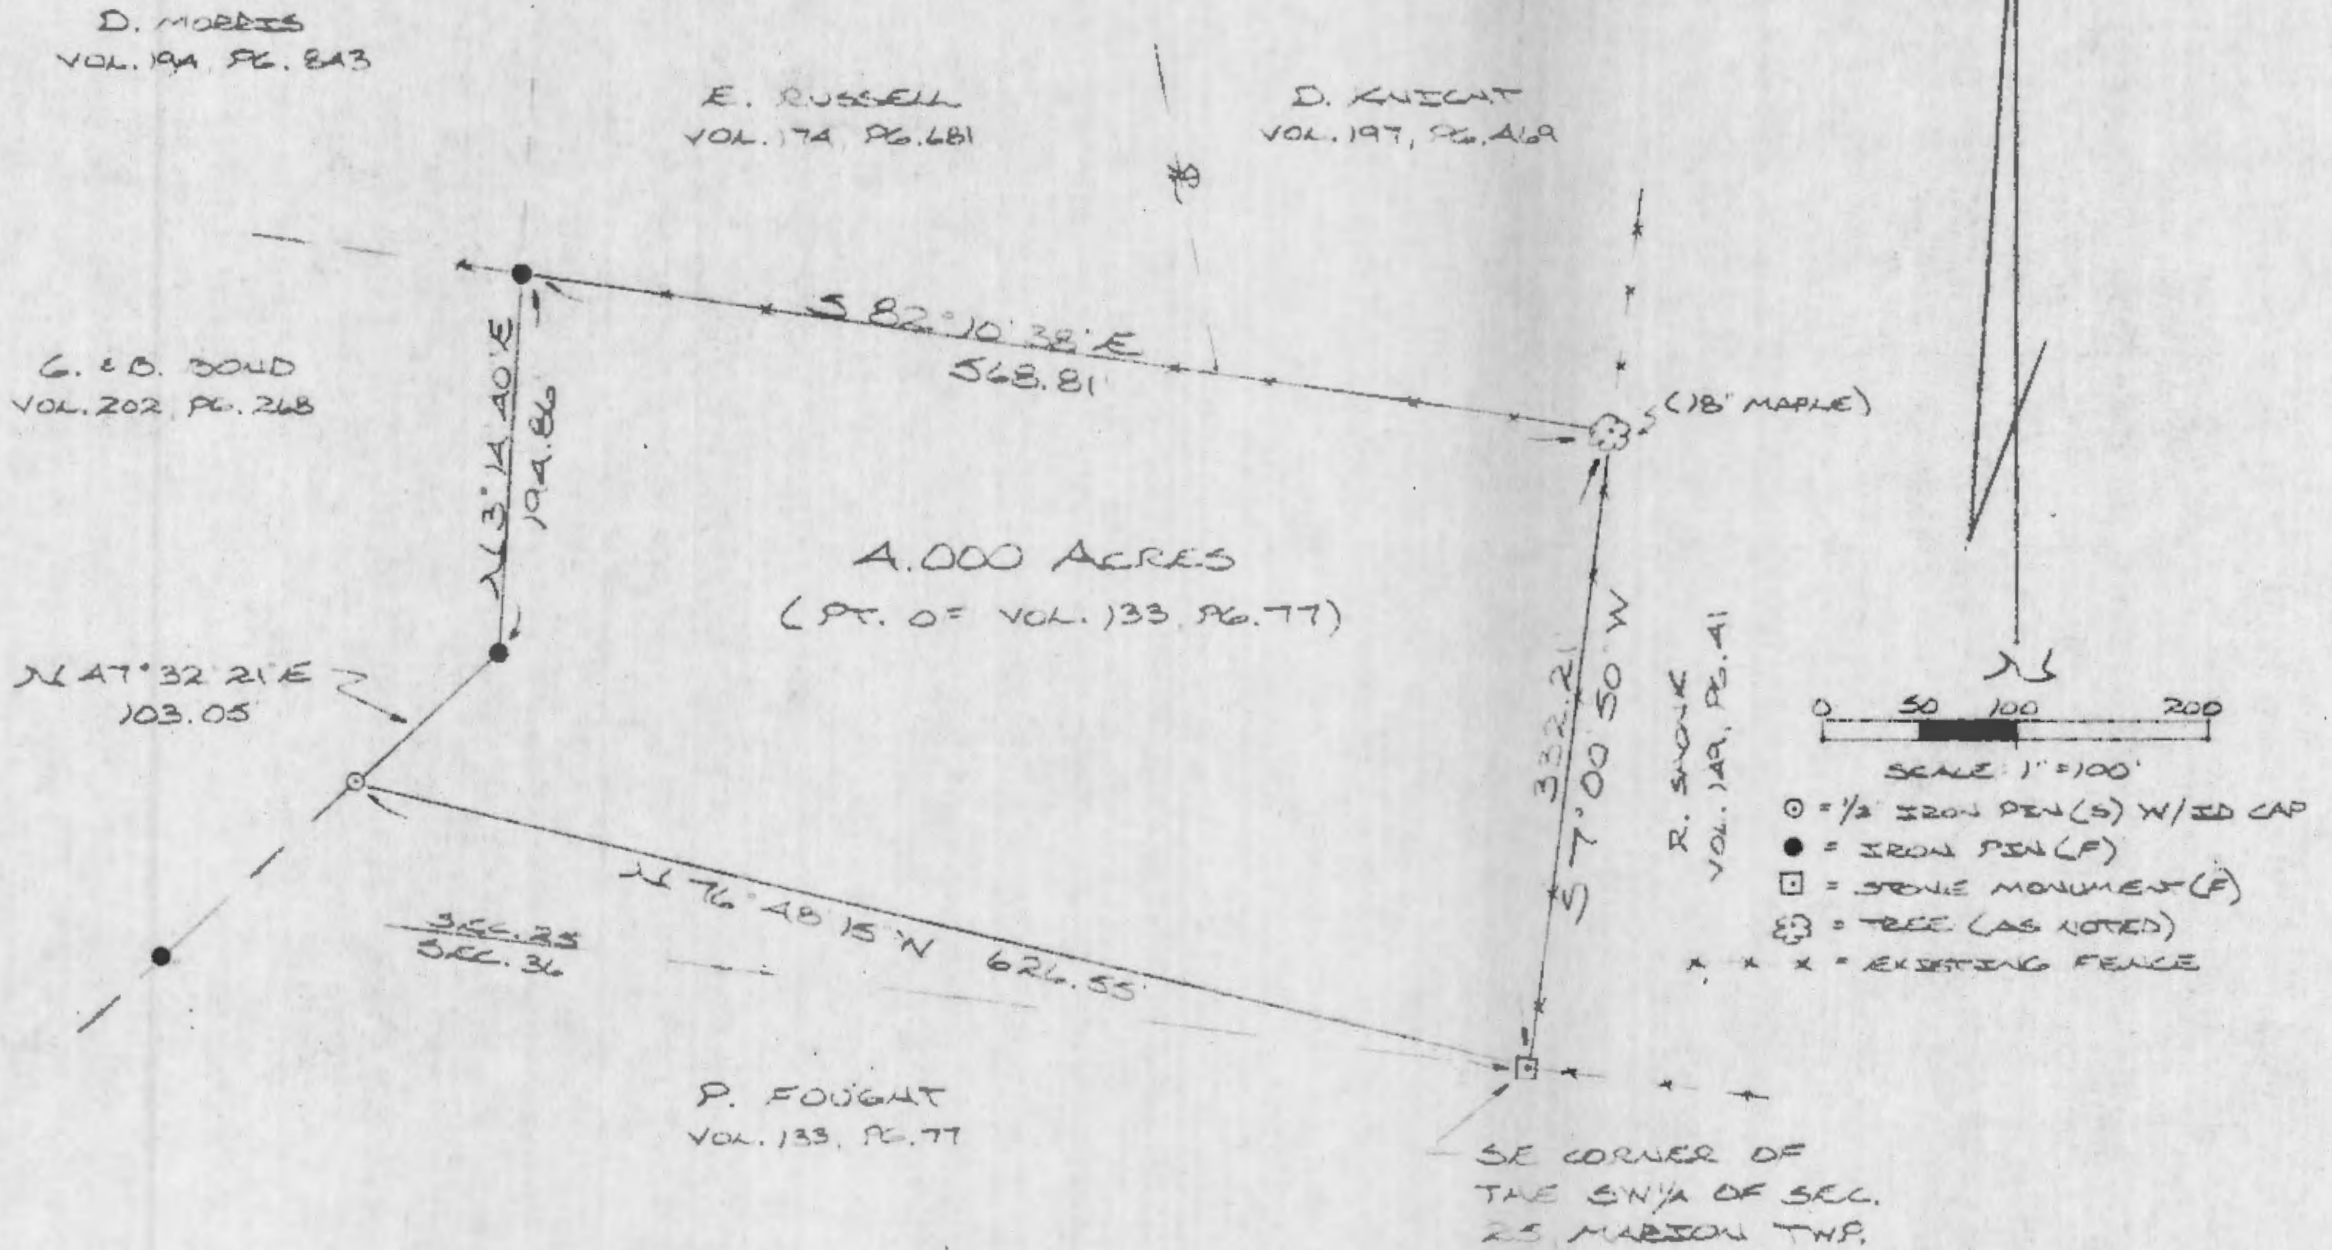 D. MORRIS
VOL. 194, PG. 843
E. RUSSELL
VOL. 174, PG. 681
D. KNIGHT
VOL. 197, PG. 469
S 82° 10' 38" E
568.81'
G. & B. BOND
VOL. 202, PG. 268
N 3° 14' 40" E
194.86'
(18" MAPLE)
4.000 ACRES
(PT. OF VOL. 133, PG. 77)
N 47° 32' 21" E
103.05'
332.21'
S 7° 00' 50" W
R.
VOL. 149, PG. 41
N 76° 48' 15" W 626.55'
SEC. 25
SEC. 36
P. FOUGHT
VOL. 133, PG. 77
SE CORNER OF
THE SW 1/4 OF SEC.
25 MARION TWP.
N
0 50 100 200
SCALE 1" = 100'
⊙ = 1/2" IRON PIN (S) W/ ID CAP
● = IRON PIN (F)
⊡ = STONE MONUMENT (F)
= TREE (AS NOTED)
x x x = EXISTING FENCE